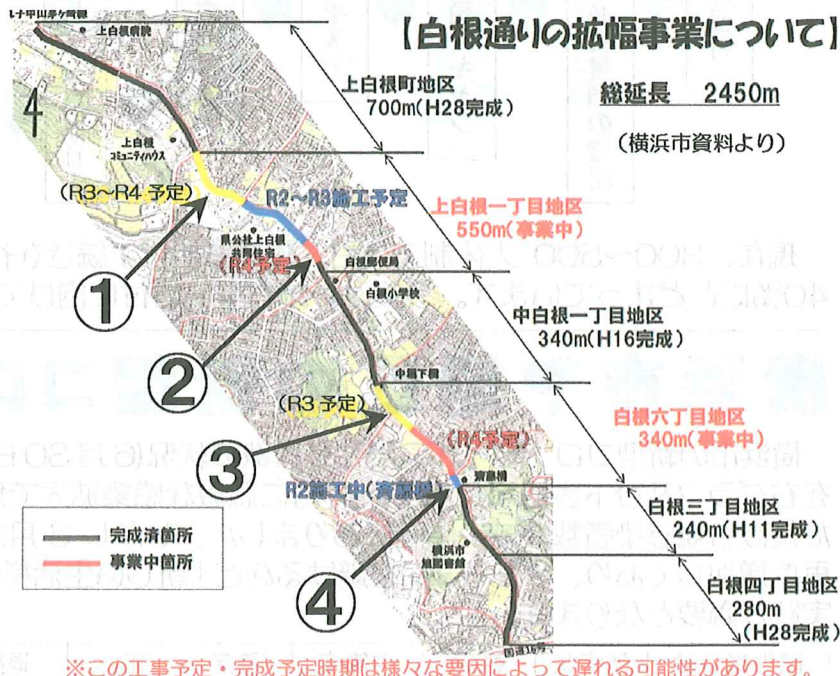 【白根通りの拡幅事業について】
総延長 2450m
(横浜市資料より)
上白根病院
上白根町地区
700m(H28完成)
上白根
コミュニティハウス
(R3〜R4 予定)
R2〜R3施工予定
上白根一丁目地区
550m(事業中)
県公社上白根
共同住宅
(R4予定)
白根郵便局
白根小学校
①
中白根一丁目地区
340m(H16完成)
②
中堀下橋
(R3 予定)
白根六丁目地区
340m(事業中)
(R4予定)
③
R2施工中(斉藤橋)
斉藤橋
白根三丁目地区
240m(H11完成)
完成済箇所
事業中箇所
横浜市
旭図書館
④
白根四丁目地区
280m
(H28完成)
国道16号
※この工事予定・完成予定時期は様々な要因によって遅れる可能性があります。